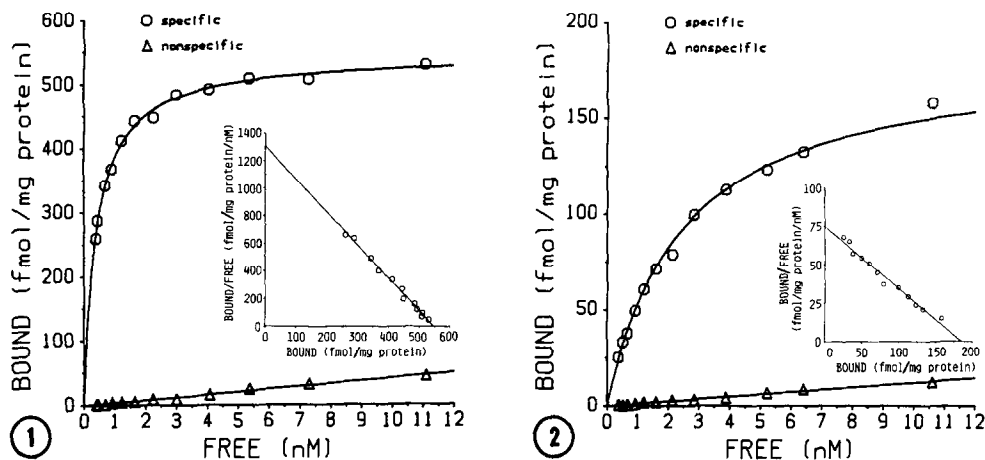 600
500
400
300
200
100
0
BOUND (fmol/mg protein)
specific
nonspecific
1400
1200
1000
800
600
400
200
0
BOUND/FREE (fmol/mg protein/nM)
0 100 200 300 400 500 600
BOUND (fmol/mg protein)
0 1 2 3 4 5 6 7 8 9 10 11 12
FREE (nM)
1
200
150
100
50
0
BOUND (fmol/mg protein)
specific
nonspecific
100
75
50
25
0
BOUND/FREE
(fmol/mg protein/nM)
0 50 100 150 200
BOUND (fmol/mg protein)
0 1 2 3 4 5 6 7 8 9 10 11 12
FREE (nM)
2